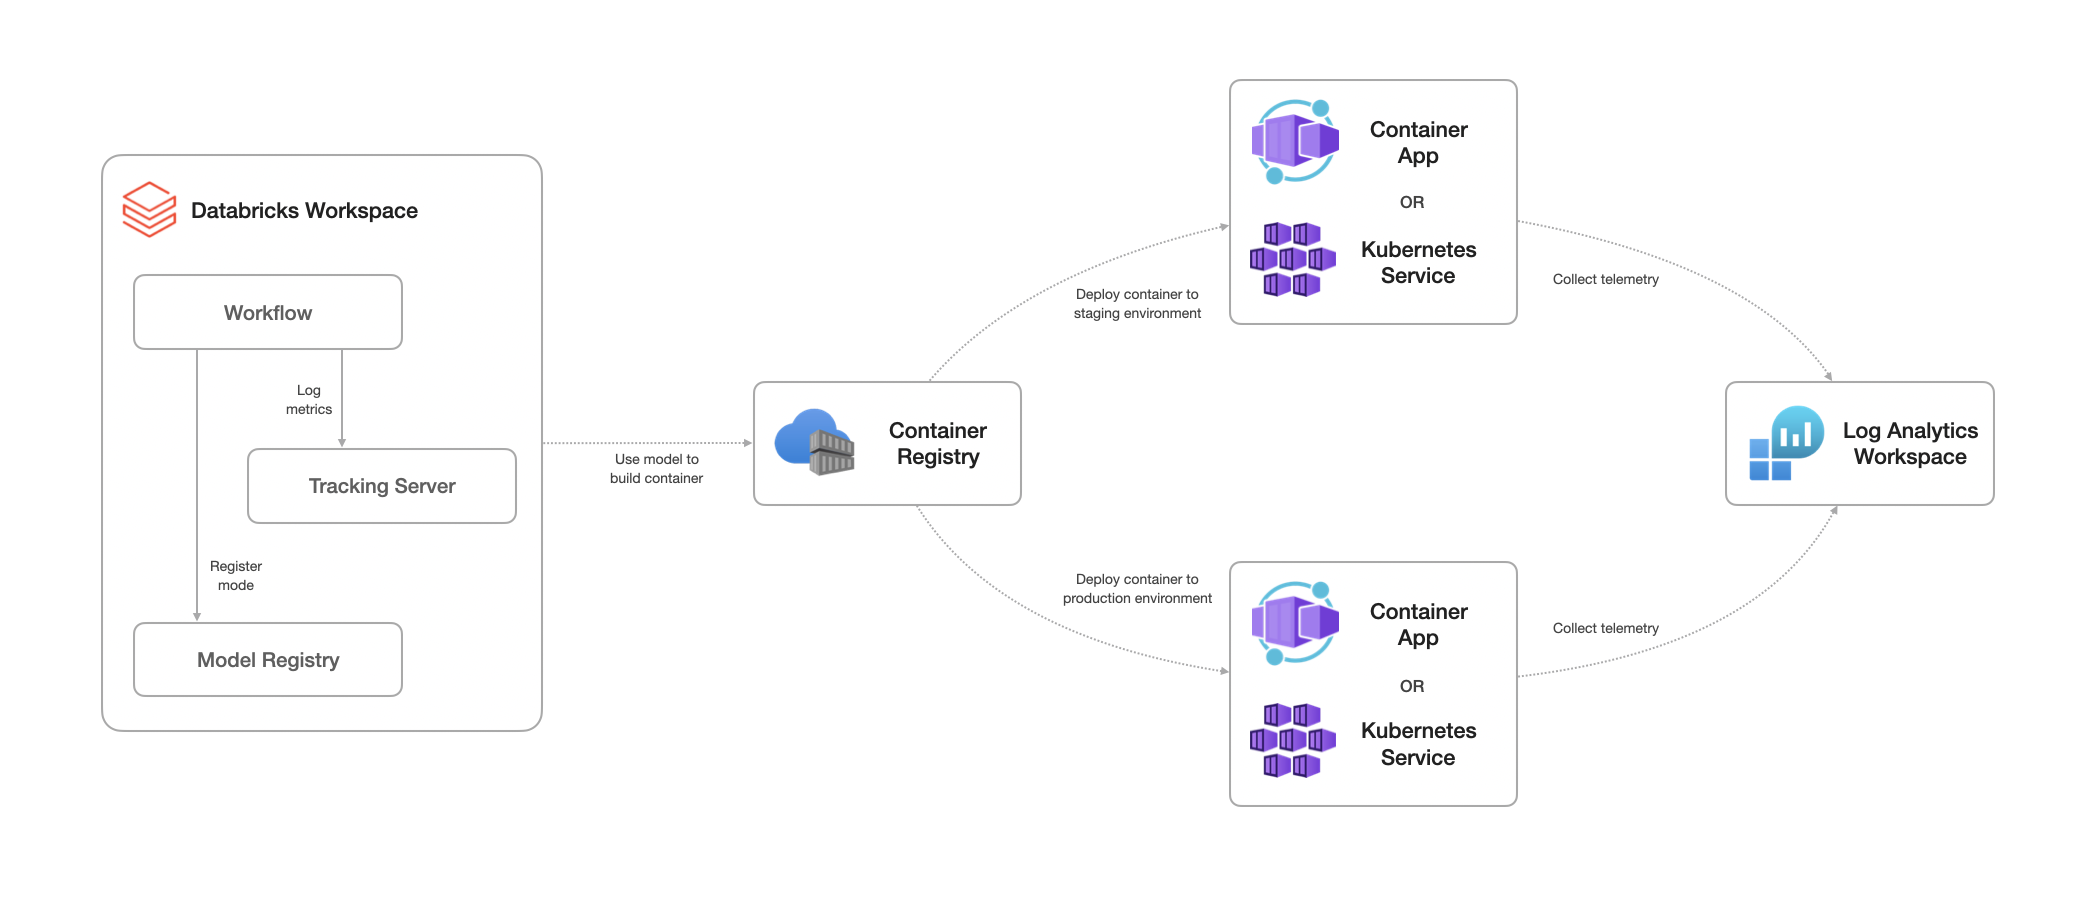 Databricks Workspace
Workflow
Log
metrics
Tracking Server
Register
mode
Model Registry
Use model to
build container
Container
Registry
Deploy container to
staging environment
Container
App
OR
Kubernetes
Service
Collect telemetry
Deploy container to
production environment
Container
App
OR
Kubernetes
Service
Collect telemetry
Log Analytics
Workspace